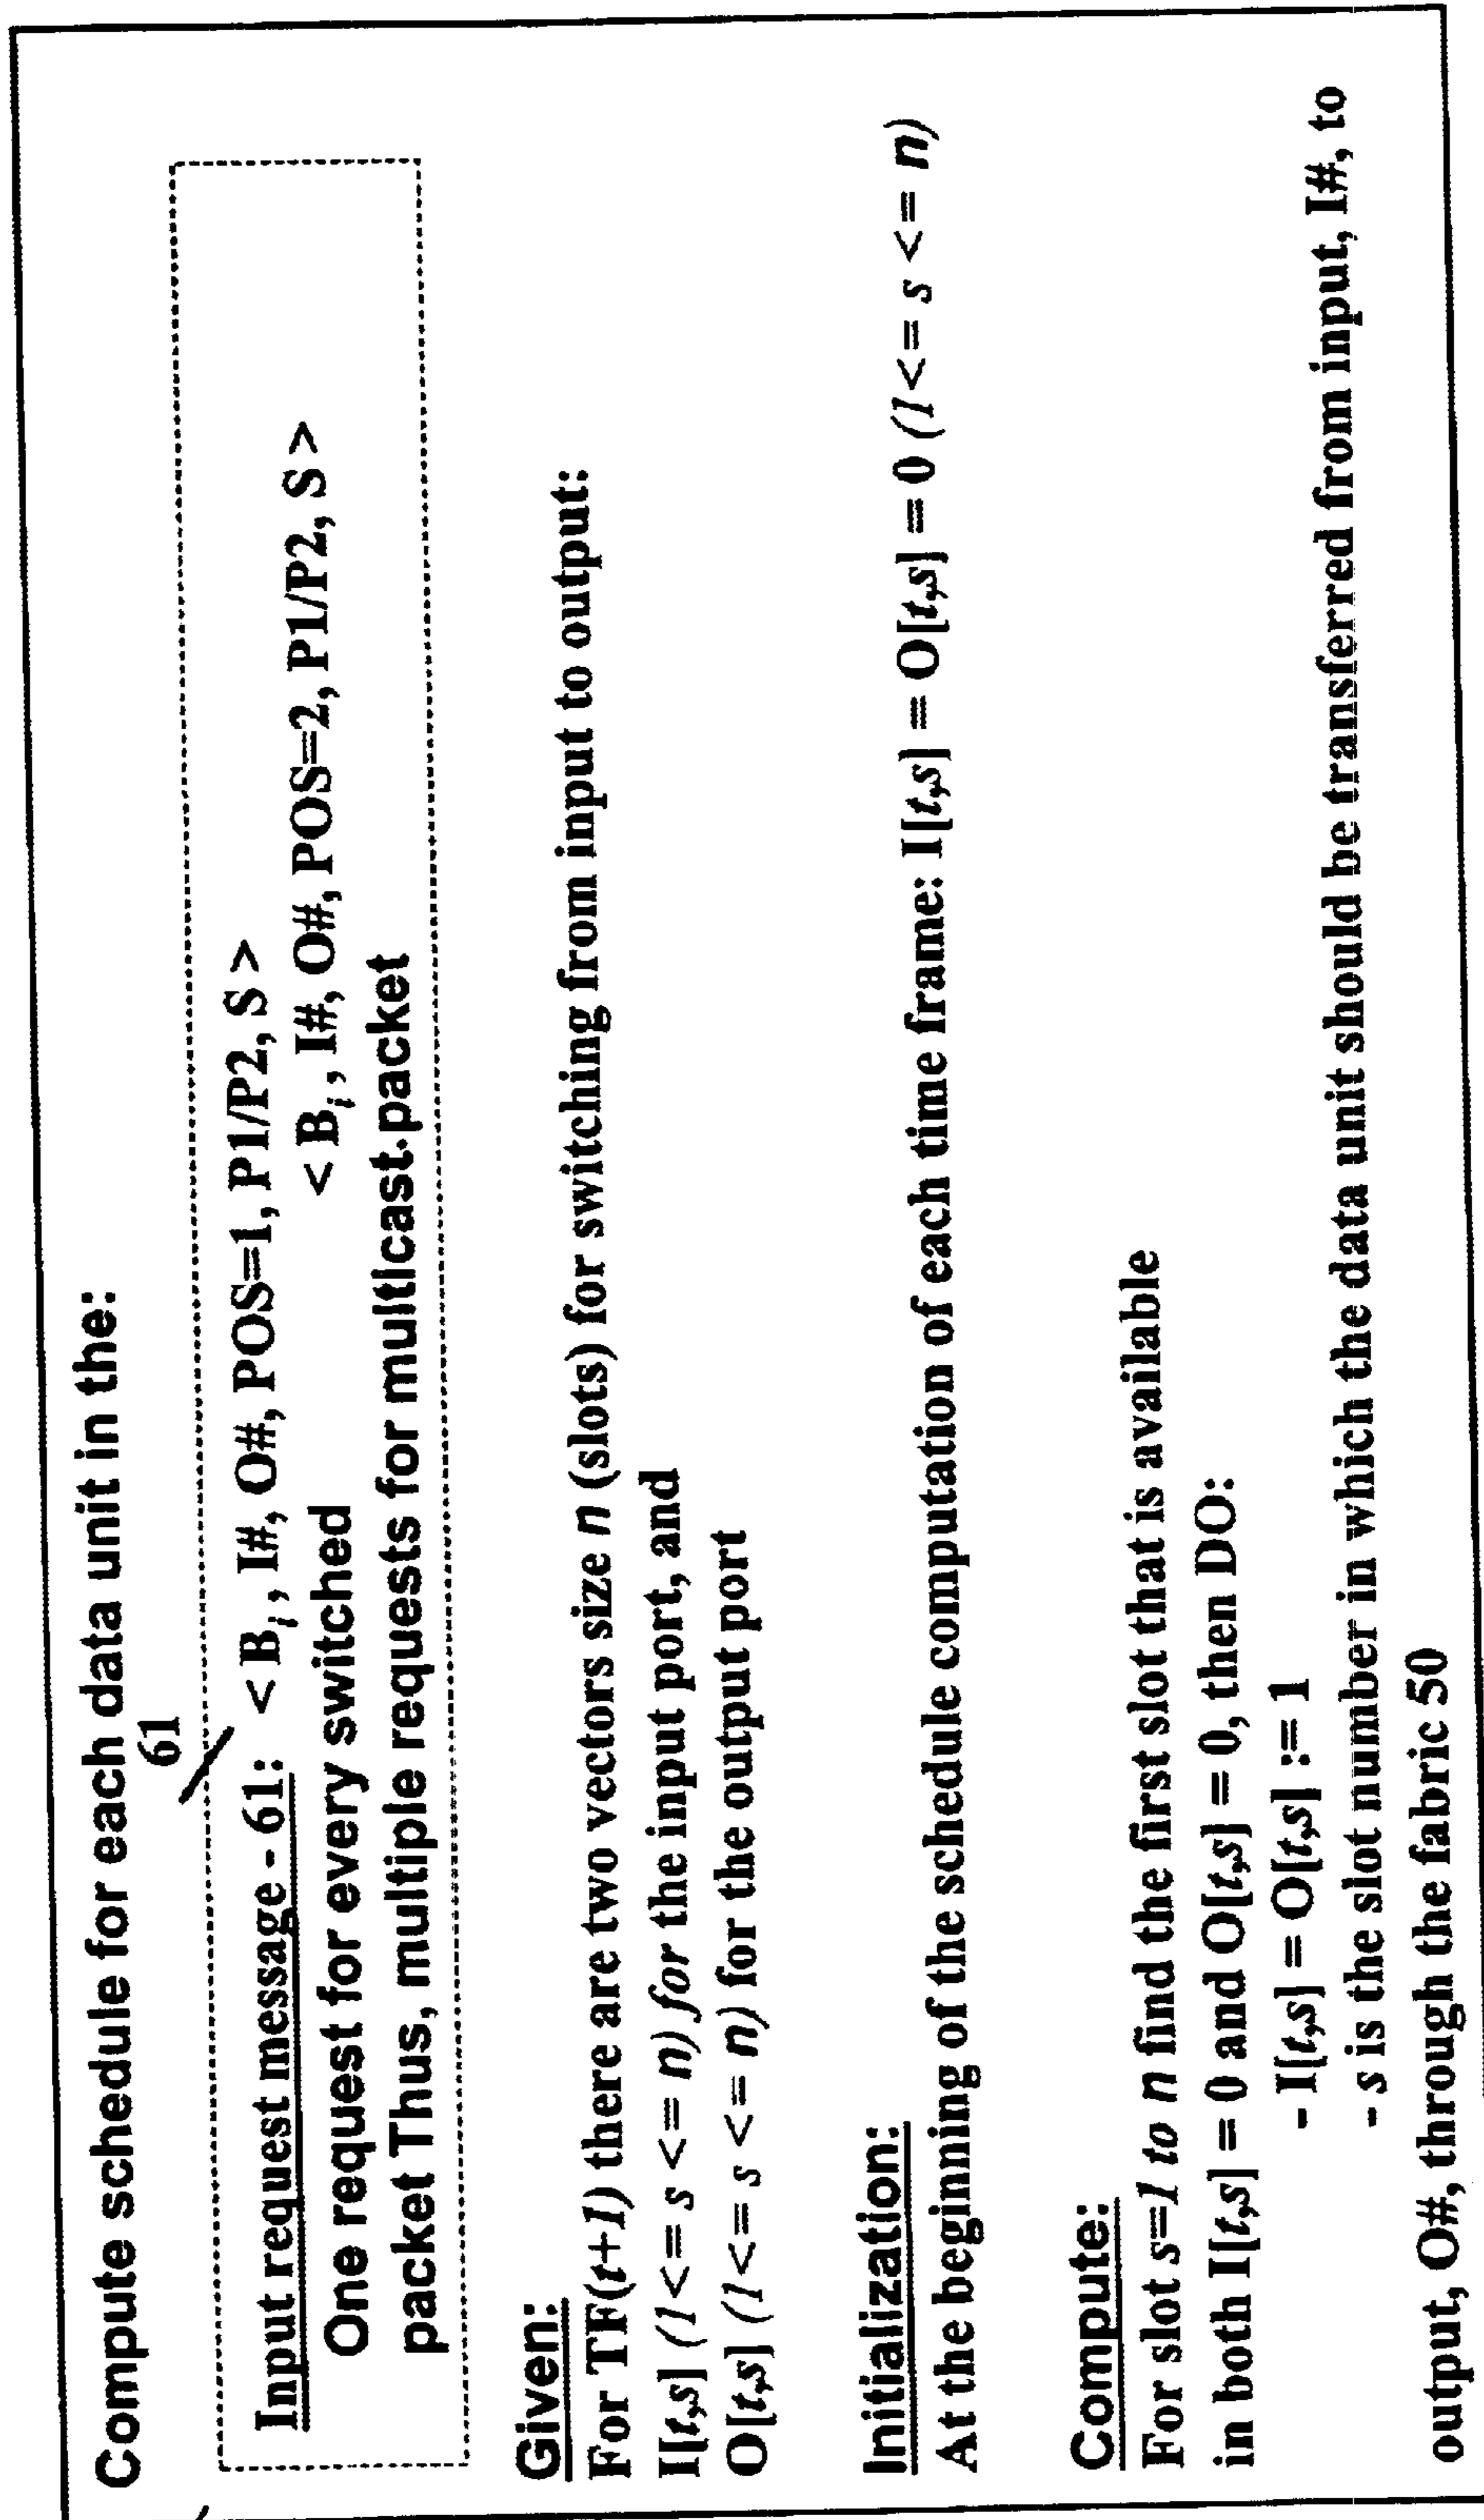 Compute schedule for each data unit in the:
61
Input request message - 61: < Bi, I#, O#, POS=1, P1/P2, S >
One request for every switched < Bi, I#, O#, POS=2, P1/P2, S >
packet Thus, multiple requests for multicast packet
Given:
For TF(t+1) there are two vectors size n (slots) for switching from input to output:
I[t,s] (1<= s <= n) for the input port, and
O[t,s] (1<= s <= n) for the output port
Initialization:
At the beginning of the schedule computation of each time frame: I[t,s] = O[t,s] = 0 (1<= s <= n)
Compute:
For slot s=1 to n find the first slot that is available
in both I[t,s] = 0 and O[t,s] = 0, then DO:
- I[t,s] = O[t,s] := 1
- s is the slot number in which the data unit should be transferred from input, I#, to
output, O#, through the fabric 50